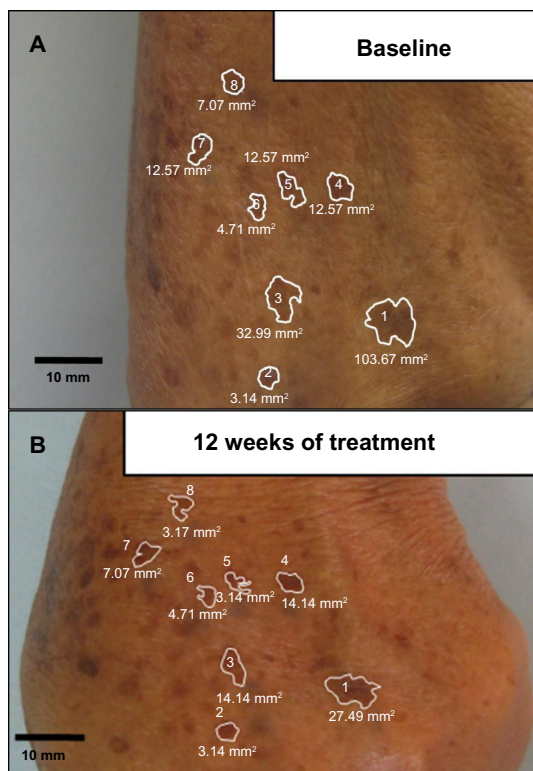 A
Baseline
8
7.07 mm²
7
12.57 mm²
12.57 mm²
5
4
12.57 mm²
6
4.71 mm²
3
32.99 mm²
1
103.67 mm²
2
3.14 mm²
10 mm
B
12 weeks of treatment
8
3.17 mm²
7
7.07 mm²
5
4
6
3.14 mm²
14.14 mm²
4.71 mm²
3
14.14 mm²
1
27.49 mm²
2
3.14 mm²
10 mm